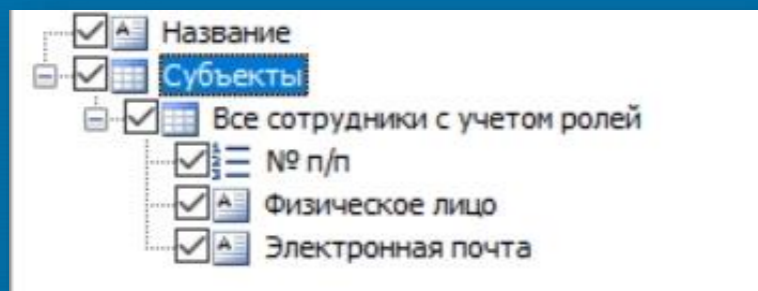 Название
Субъекты
Все сотрудники с учетом ролей
№ п/п
Физическое лицо
Электронная почта